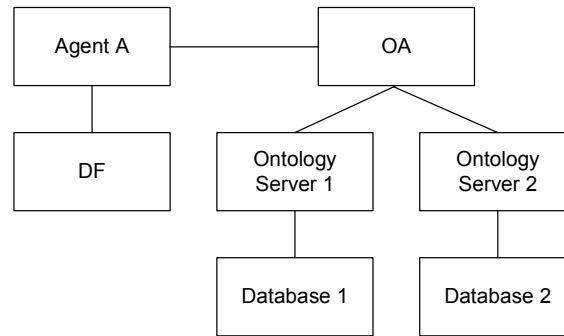 Agent A
OA
DF
Ontology
Server 1
Ontology
Server 2
Database 1
Database 2